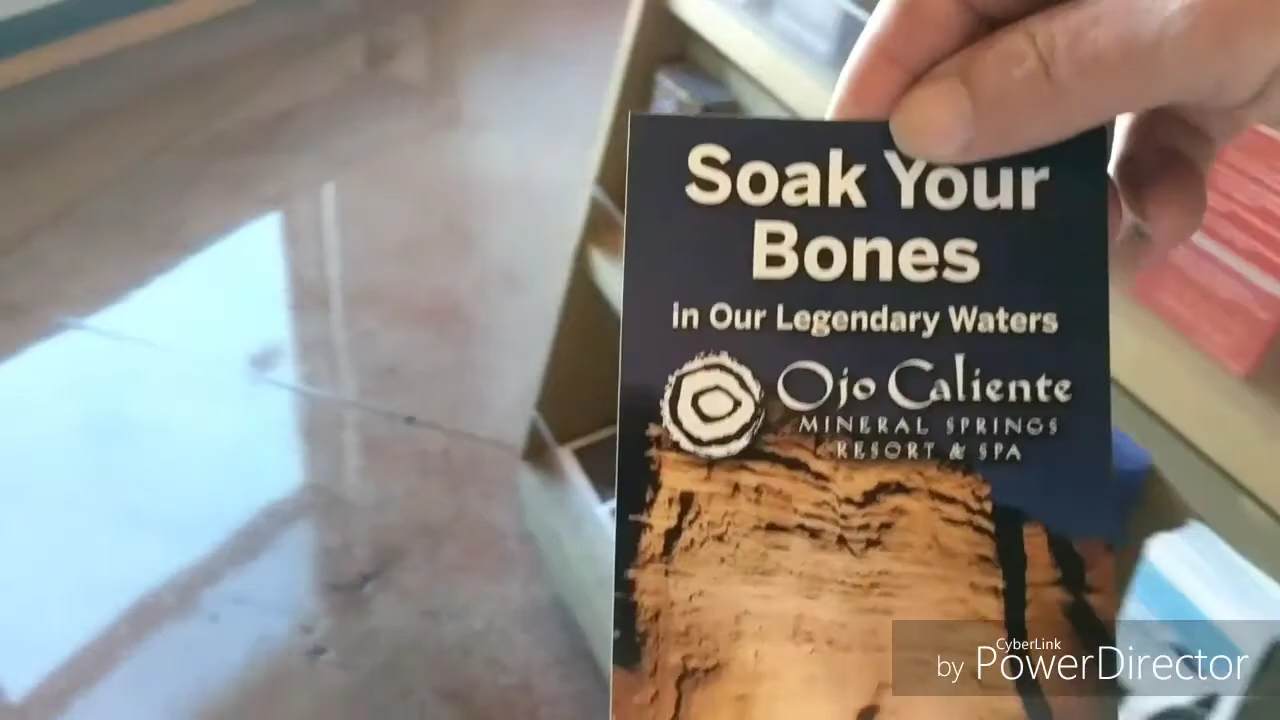 Soak Your
Bones
in Our Legendary Waters
Ojo Caliente
MINERAL SPRINGS
RESORT & SPA
CyberLink
by PowerDirector